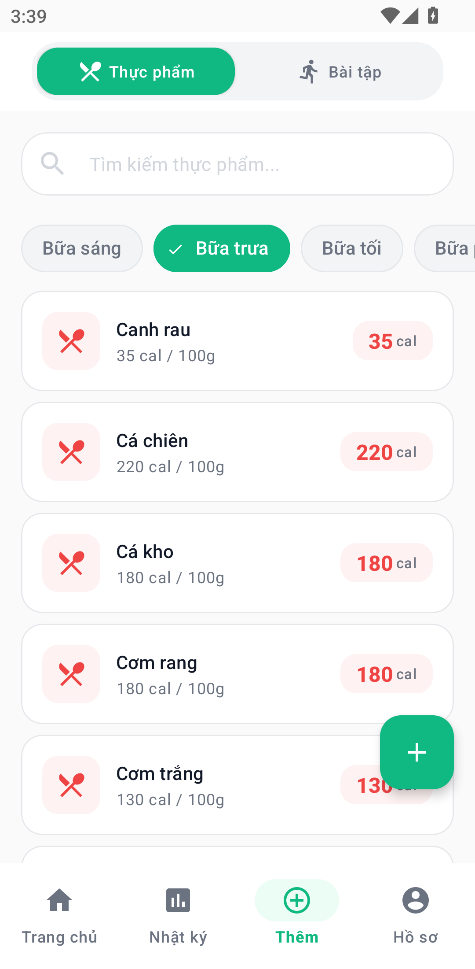 3:39
Thực phẩm
Bài tập
Tìm kiếm thực phẩm...
Bữa sáng
Bữa trưa
Bữa tối
Bữa
Canh rau
35 cal / 100g
35 cal
Cá chiên
220 cal / 100g
220 cal
Cá kho
180 cal / 100g
180 cal
Cơm rang
180 cal / 100g
180 cal
Cơm trắng
130 cal / 100g
130
Trang chủ
Nhật ký
Thêm
Hồ sơ